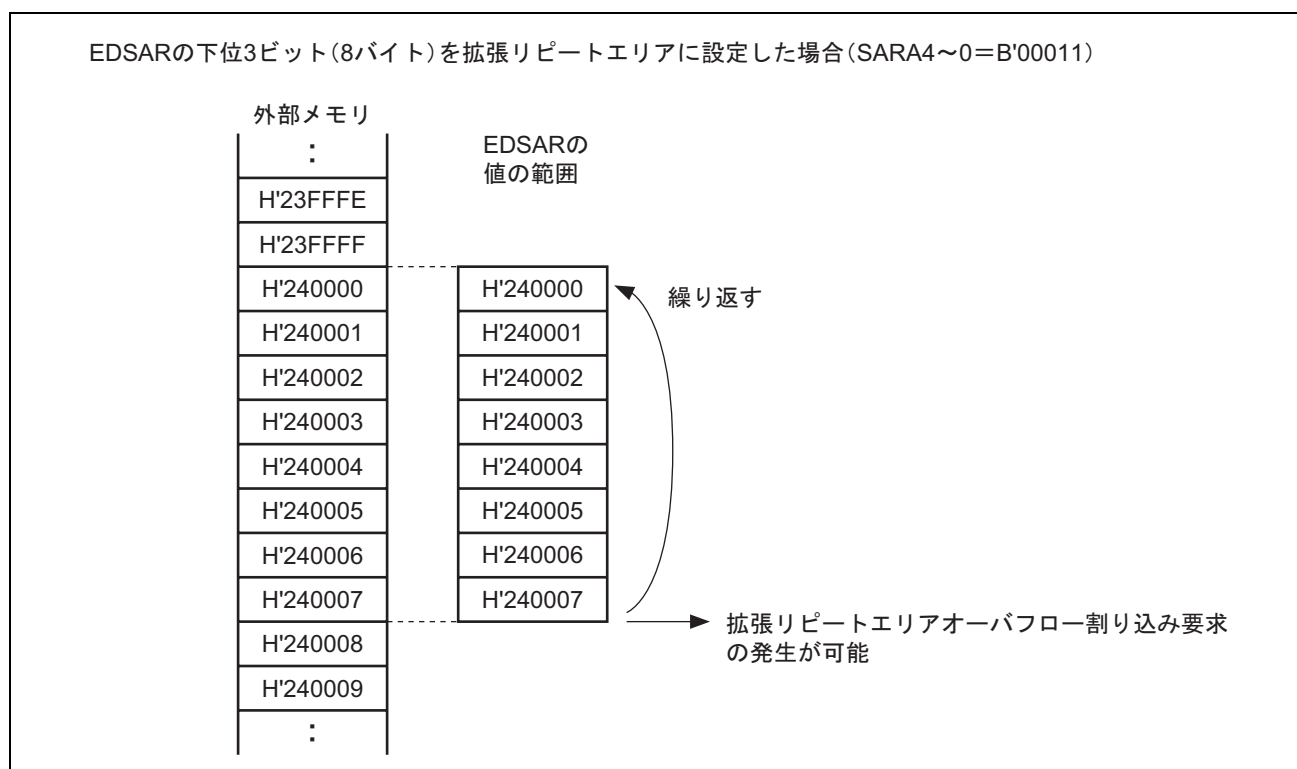 EDSARの下位3ビット(8バイト)を拡張リピートエリアに設定した場合(SARA4~0=B'00011)
外部メモリ
:
H'23FFFE
H'23FFFF
H'240000
H'240001
H'240002
H'240003
H'240004
H'240005
H'240006
H'240007
H'240008
H'240009
:
EDSARの
値の範囲
H'240000
H'240001
H'240002
H'240003
H'240004
H'240005
H'240006
H'240007
繰り返す
拡張リピートエリアオーバフロー割り込み要求
の発生が可能